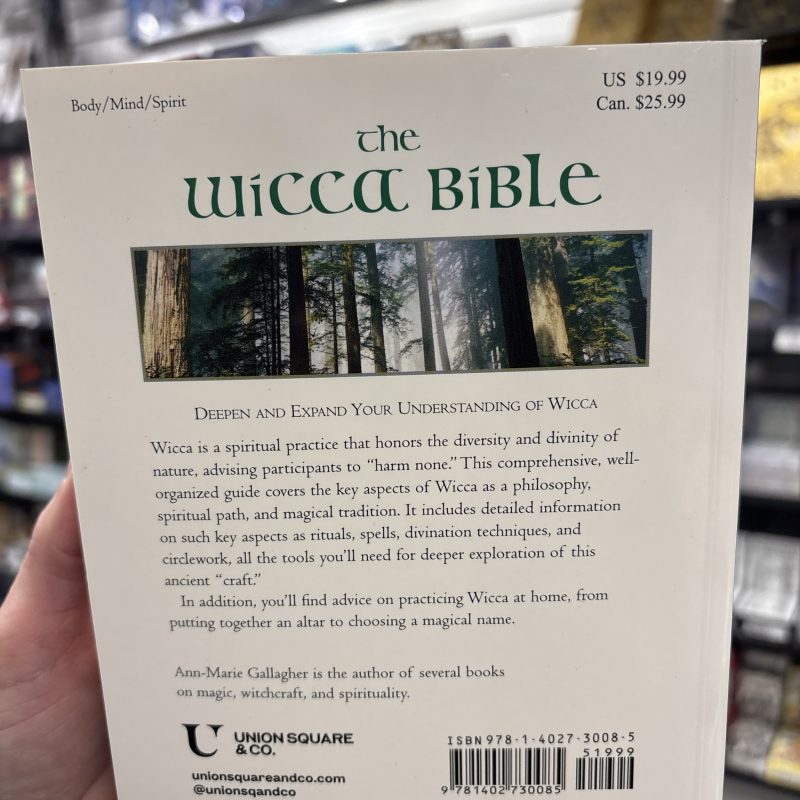 Body/Mind/Spirit
US $19.99
Can. $25.99
the
Wicca Bible
Deepen and Expand Your Understanding of Wicca
Wicca is a spiritual practice that honors the diversity and divinity of
nature, advising participants to “harm none.” This comprehensive, well-
organized guide covers the key aspects of Wicca as a philosophy,
spiritual path, and magical tradition. It includes detailed information
on such key aspects as rituals, spells, divination techniques, and
circlework, all the tools you’ll need for deeper exploration of this
ancient “craft.”
In addition, you’ll find advice on practicing Wicca at home, from
putting together an altar to choosing a magical name.
Ann-Marie Gallagher is the author of several books
on magic, witchcraft, and spirituality.
UNION SQUARE
& CO.
unionsquareandco.com
@unionsqandco
ISBN 978-1-4027-3008-5
51999
9 781402 730085